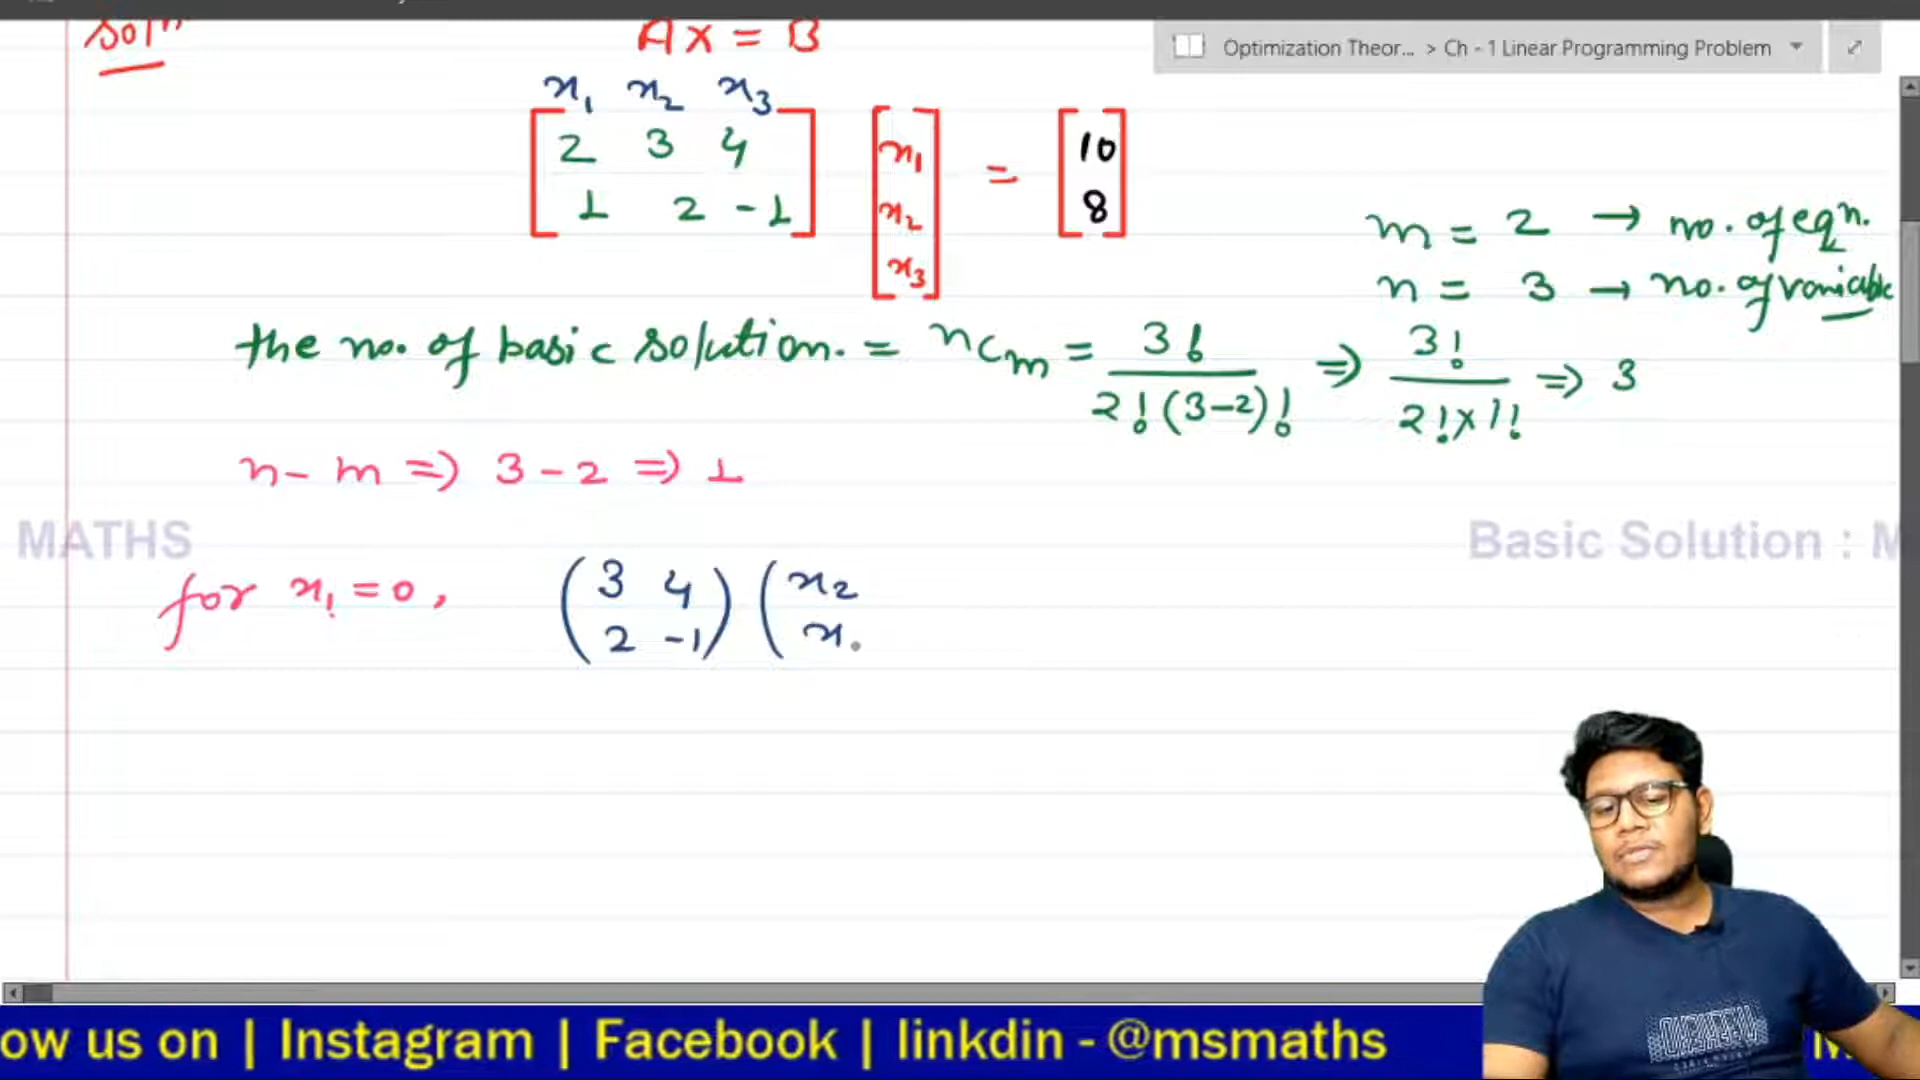 Soln
AX = B
Optimization Theor... > Ch - 1 Linear Programming Problem
x1 x2 x3
2 3 4
1 2 -1
x1
x2
x3
=
10
8
m = 2 → no. of eqn.
n = 3 → no. of variable
the no. of basic solution. = nCm = 3! / 2!(3-2)! ⇒ 3! / 2!×1! ⇒ 3
n - m ⇒ 3 - 2 ⇒ 1
MATHS
Basic Solution : M
for x1 = 0,
(3 4
2 -1) (x2
x
ow us on | Instagram | Facebook | linkdin - @msmaths